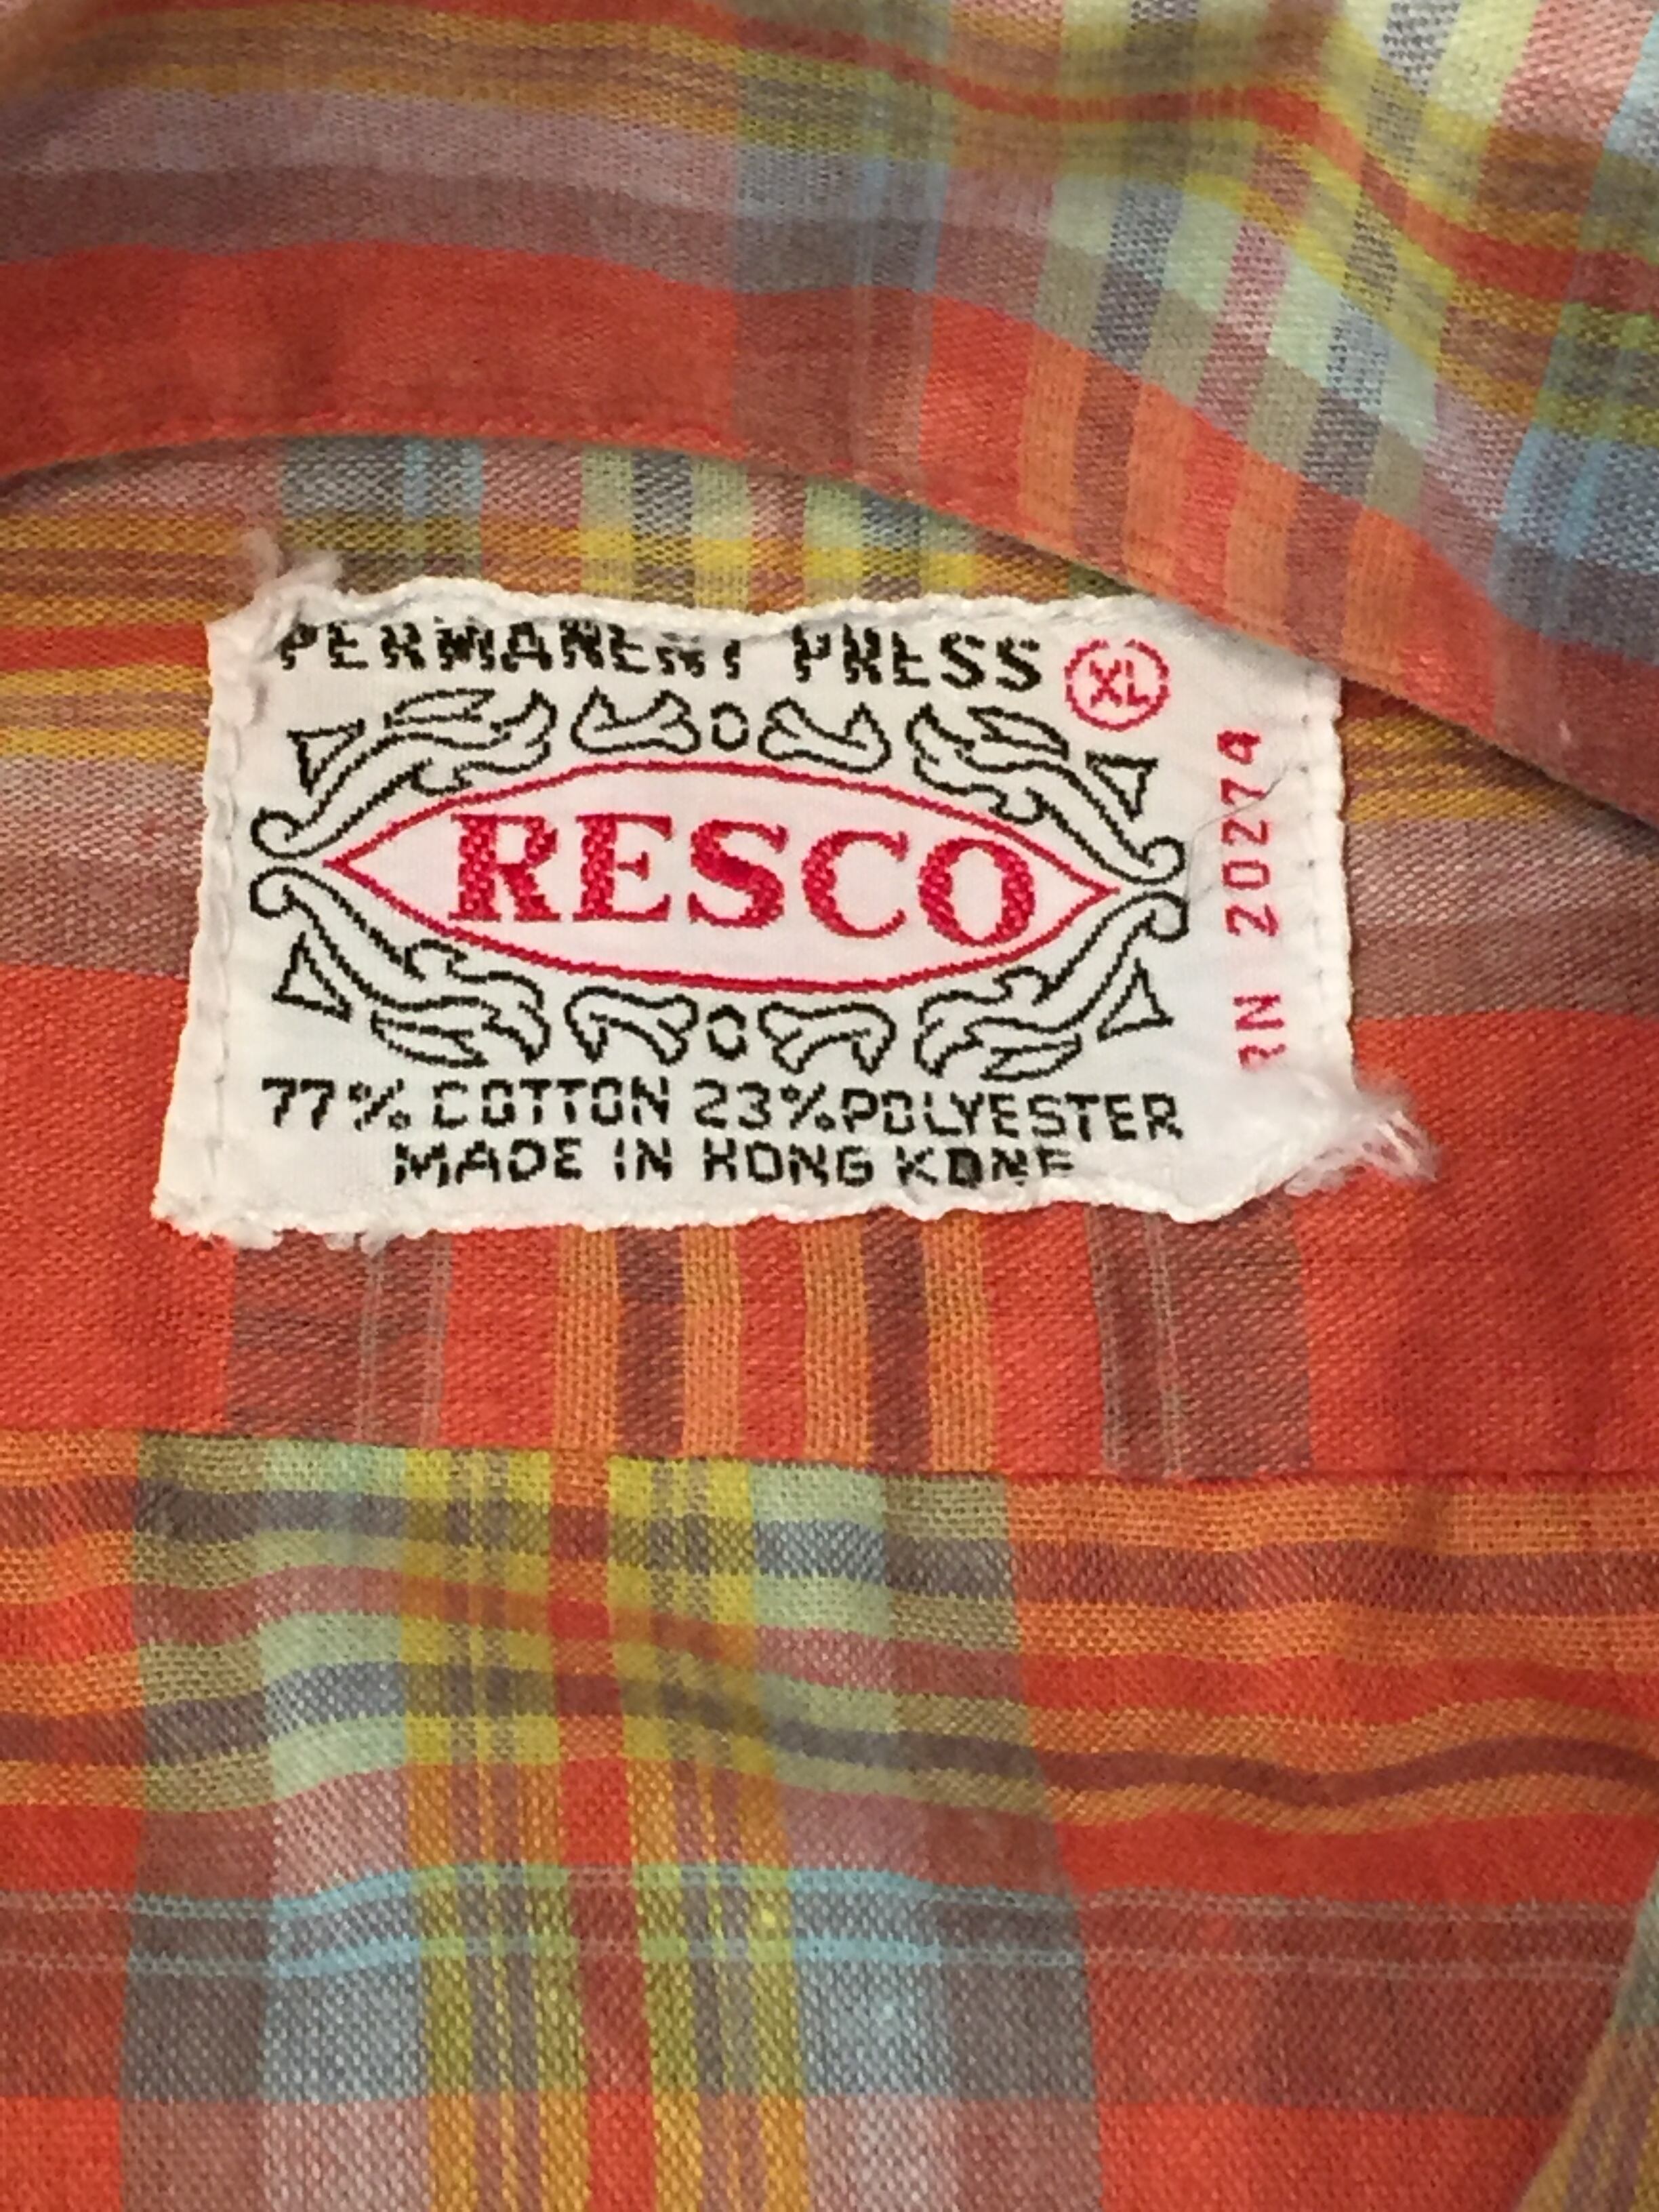 PERMANENT PRESS XL
RESCO
RN 20274
77% COTTON 23% POLYESTER
MADE IN HONG KONG